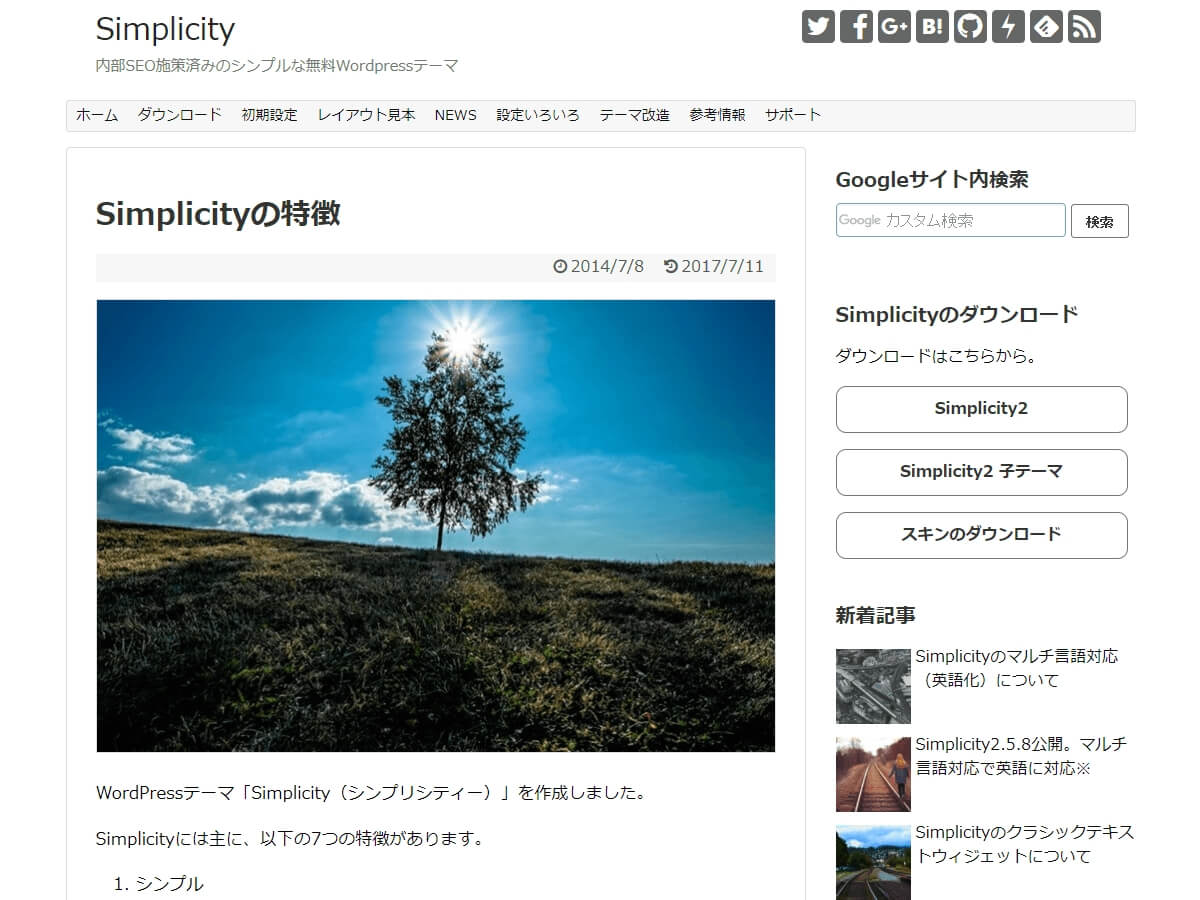 Simplicity
内部SEO施策済みのシンプルな無料Wordpressテーマ
G+ B!
ホーム ダウンロード 初期設定 レイアウト見本 NEWS 設定いろいろ テーマ改造 参考情報 サポート
Simplicityの特徴
2014/7/8 2017/7/11
WordPressテーマ「Simplicity（シンプリシティー）」を作成しました。
Simplicityには主に、以下の7つの特徴があります。
1. シンプル
Googleサイト内検索
Google カスタム検索 検索
Simplicityのダウンロード
ダウンロードはこちらから。
Simplicity2
Simplicity2 子テーマ
スキンのダウンロード
新着記事
Simplicityのマルチ言語対応
（英語化）について
Simplicity2.5.8公開。マルチ
言語対応で英語に対応※
Simplicityのクラシックテキス
トウィジェットについて